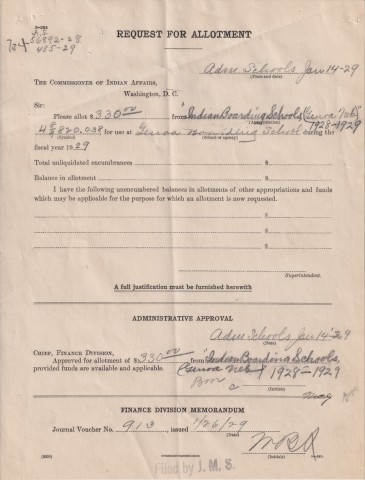 5-284
56892-28
485-29
REQUEST FOR ALLOTMENT
Adm Schools Jan 14-29
(Place and date)
THE COMMISSIONER OF INDIAN AFFAIRS,
Washington, D. C.
SIR:
Please allot $ 330.00 from "Indian Boarding Schools (Genoa Neb)
(Appropriation) 1928-1929
(Symbol) for use at Genoa Boarding School during the
(School or agency)
fiscal year 1929
Total unliquidated encumbrances $
Balance in allotment $
I have the following unencumbered balances in allotments of other appropriations and funds
which may be applicable for the purpose for which an allotment is now requested.
$
$
$
Superintendent.
A full justification must be furnished herewith
ADMINISTRATIVE APPROVAL
Adm Schools Jan 14-29
(Date)
CHIEF, FINANCE DIVISION,
Approved for allotment of $ 330.00 from "Indian Boarding Schools,
provided funds are available and applicable. Genoa Neb" 1928-1929
(Initials)
FINANCE DIVISION MEMORANDUM
Journal Voucher No. 913, issued 1/26/29
(Date)
(Initials)
Filed by J. M. S.